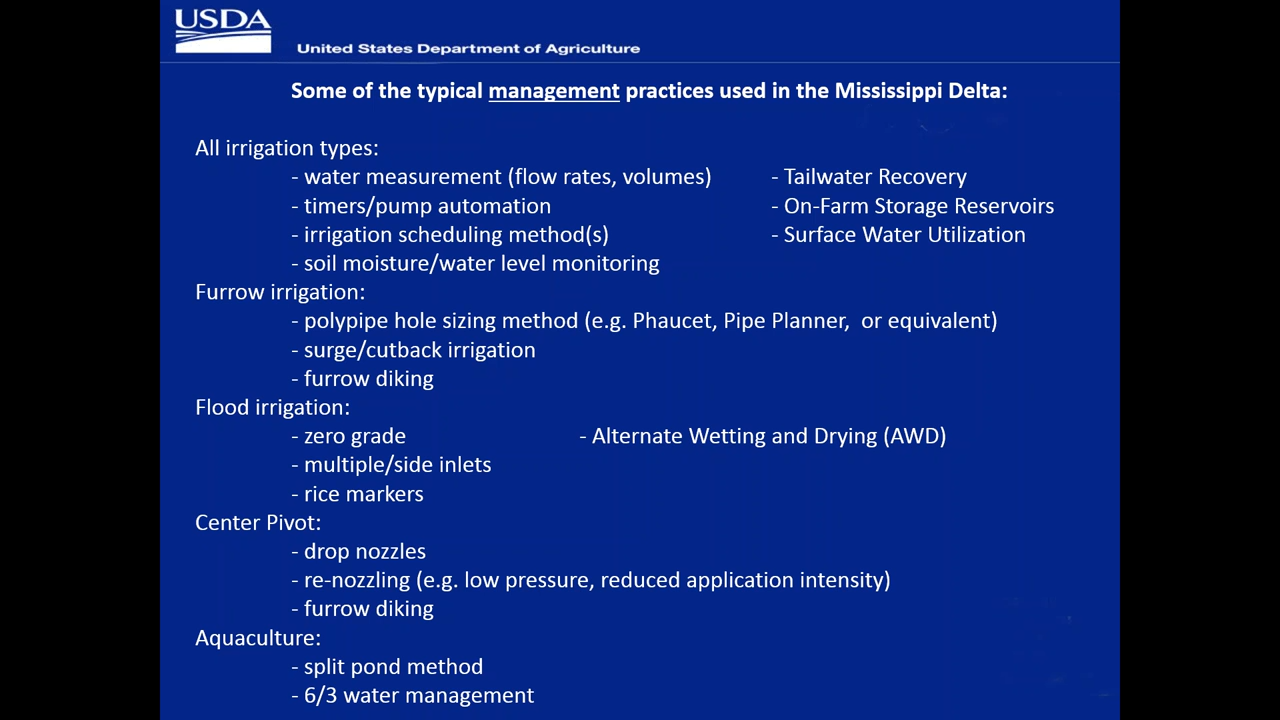 USDA
United States Department of Agriculture
Some of the typical management practices used in the Mississippi Delta:
All irrigation types:
- water measurement (flow rates, volumes) - Tailwater Recovery
- timers/pump automation - On-Farm Storage Reservoirs
- irrigation scheduling method(s) - Surface Water Utilization
- soil moisture/water level monitoring
Furrow irrigation:
- polypipe hole sizing method (e.g. Phaucet, Pipe Planner, or equivalent)
- surge/cutback irrigation
- furrow diking
Flood irrigation:
- zero grade - Alternate Wetting and Drying (AWD)
- multiple/side inlets
- rice markers
Center Pivot:
- drop nozzles
- re-nozzling (e.g. low pressure, reduced application intensity)
- furrow diking
Aquaculture:
- split pond method
- 6/3 water management